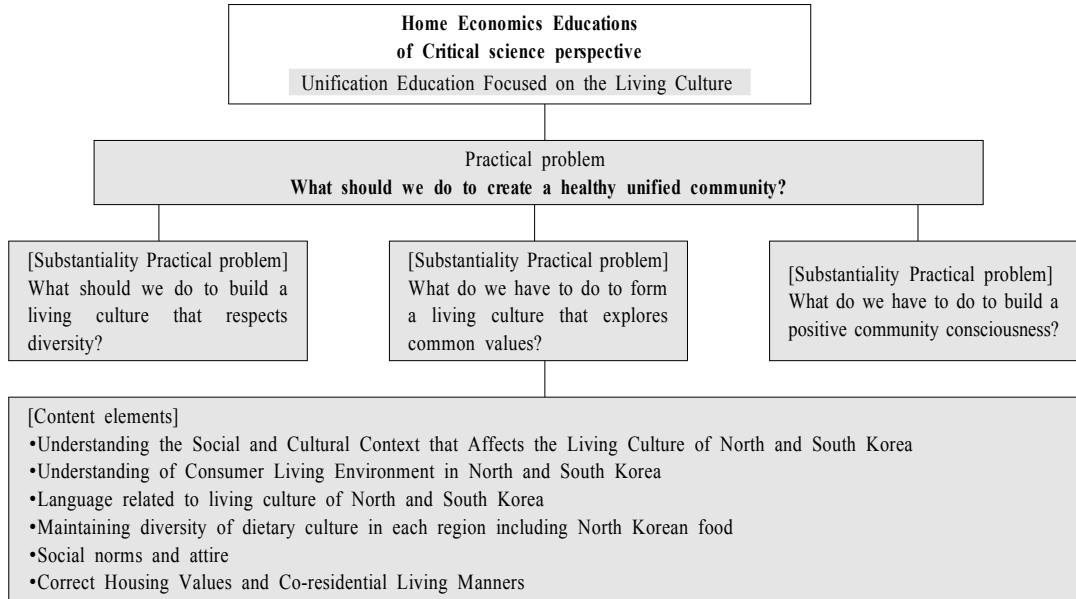 Home Economics Educations
of Critical science perspective
Unification Education Focused on the Living Culture
Practical problem
What should we do to create a healthy unified community?
[Substantiality Practical problem]
What should we do to build a
living culture that respects
diversity?
[Substantiality Practical problem]
What do we have to do to form
a living culture that explores
common values?
[Substantiality Practical problem]
What do we have to do to build a
positive community consciousness?
[Content elements]
•Understanding the Social and Cultural Context that Affects the Living Culture of North and South Korea
•Understanding of Consumer Living Environment in North and South Korea
•Language related to living culture of North and South Korea
•Maintaining diversity of dietary culture in each region including North Korean food
•Social norms and attire
•Correct Housing Values and Co-residential Living Manners